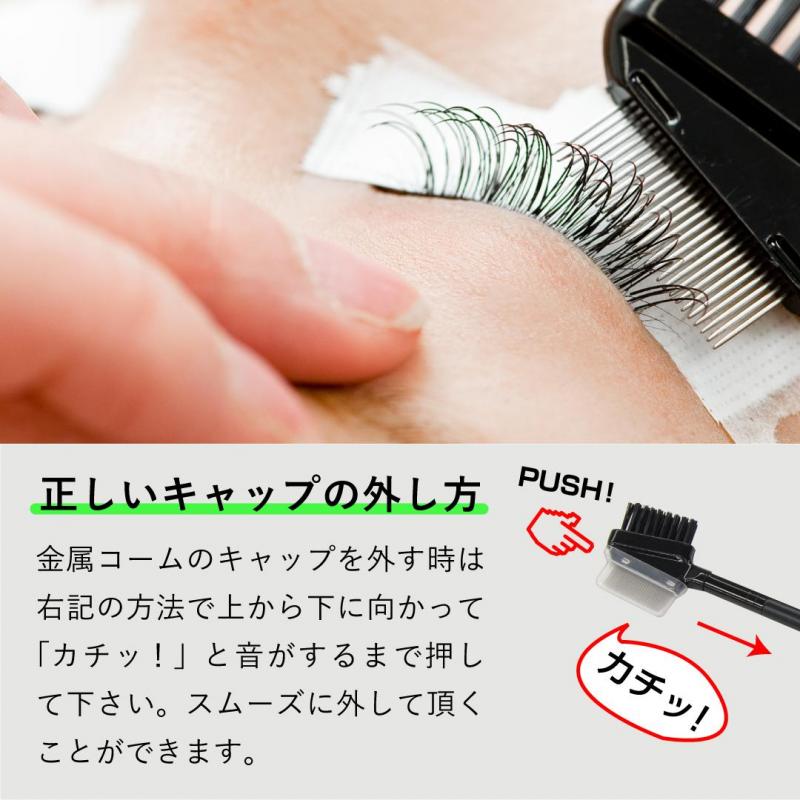 正しいキャップの外し方
金属コームのキャップを外す時は
右記の方法で上から下に向かって
「カチッ！」と音がするまで押し
て下さい。スムーズに外して頂く
ことができます。
PUSH!
カチッ!